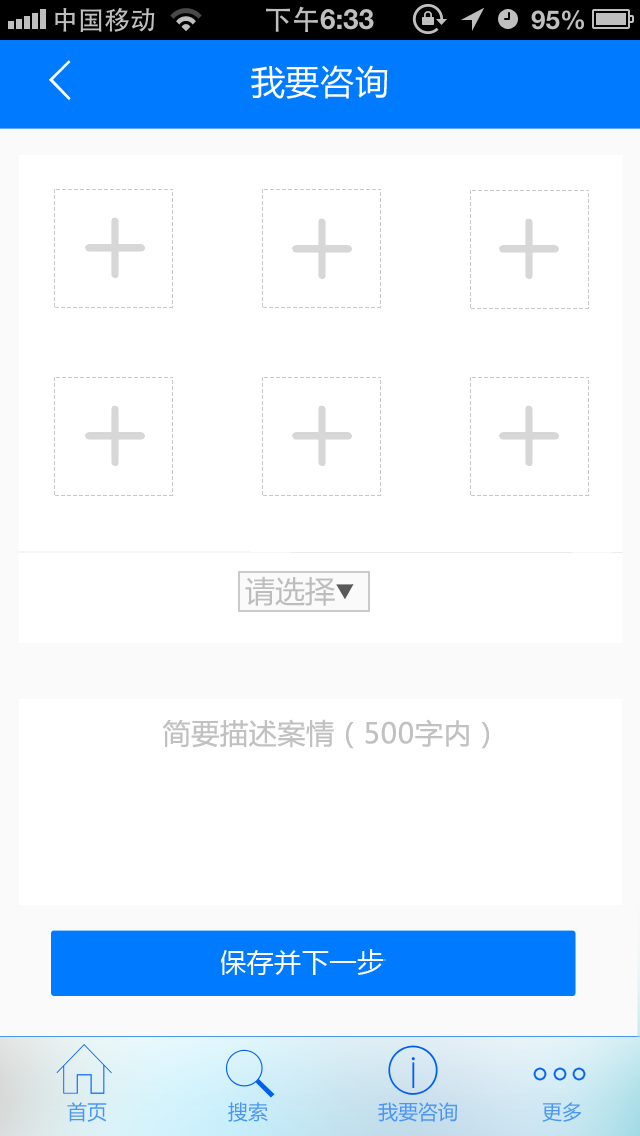 中国移动 下午6:33 95%
我要咨询
请选择▼
简要描述案情（500字内）
保存并下一步
首页 搜索 我要咨询 更多